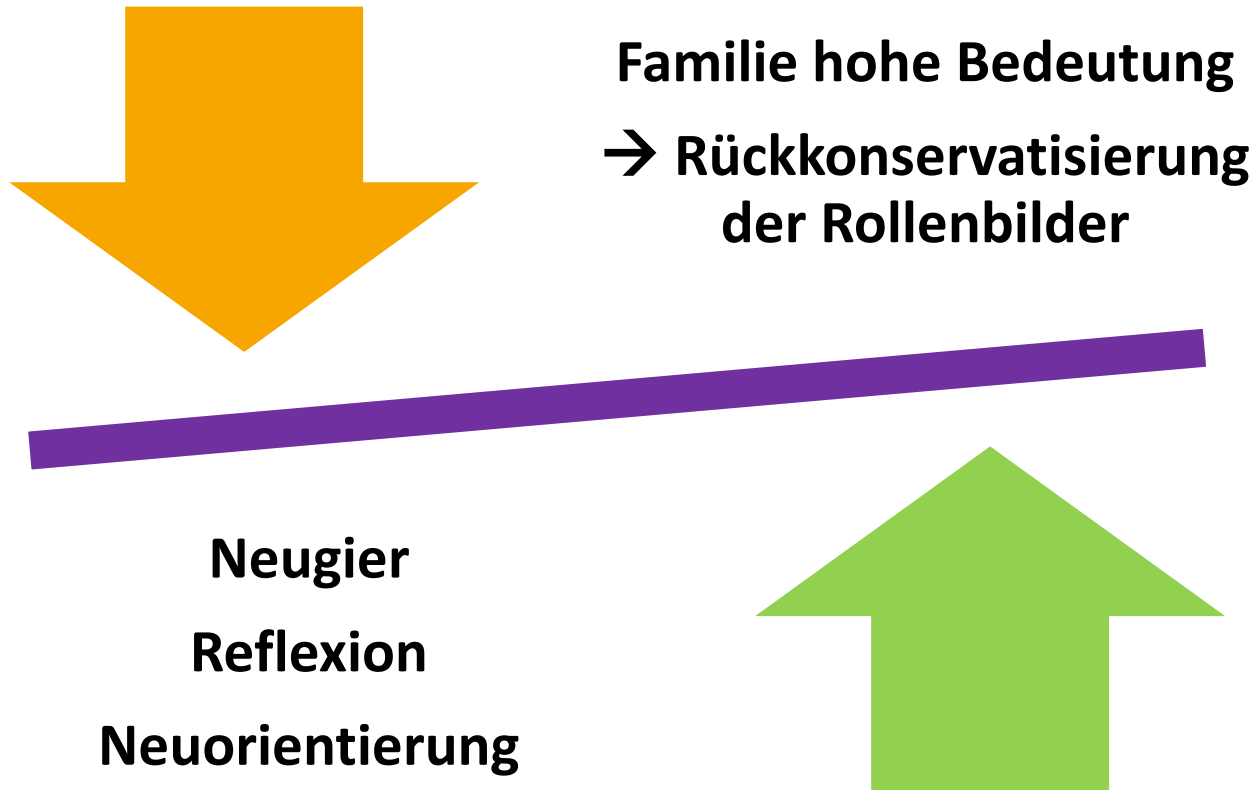 Familie hohe Bedeutung
→ Rückkonservatisierung
der Rollenbilder
Neugier
Reflexion
Neuorientierung